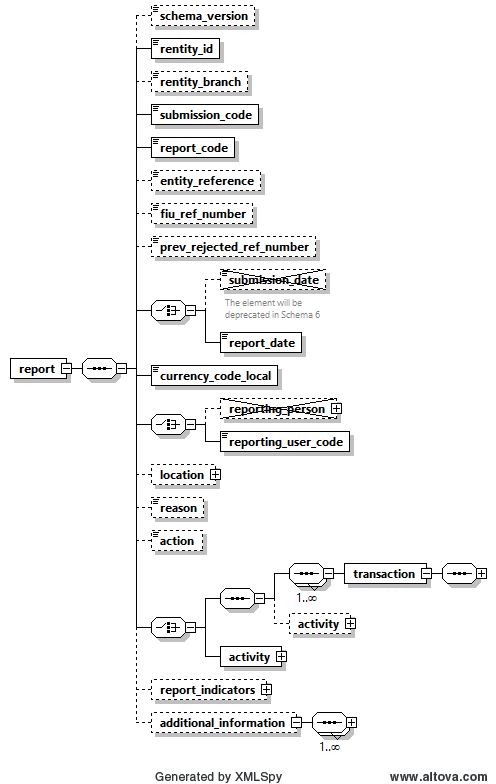 schema_version
rentity_id
rentity_branch
submission_code
report_code
entity_reference
fiu_ref_number
prev_rejected_ref_number
submission_date
The element will be
deprecated in Schema 6
report_date
report
currency_code_local
reporting_person
reporting_user_code
location
reason
action
transaction
1..∞
activity
activity
report_indicators
additional_information
1..∞
Generated by XMLSpy www.altova.com